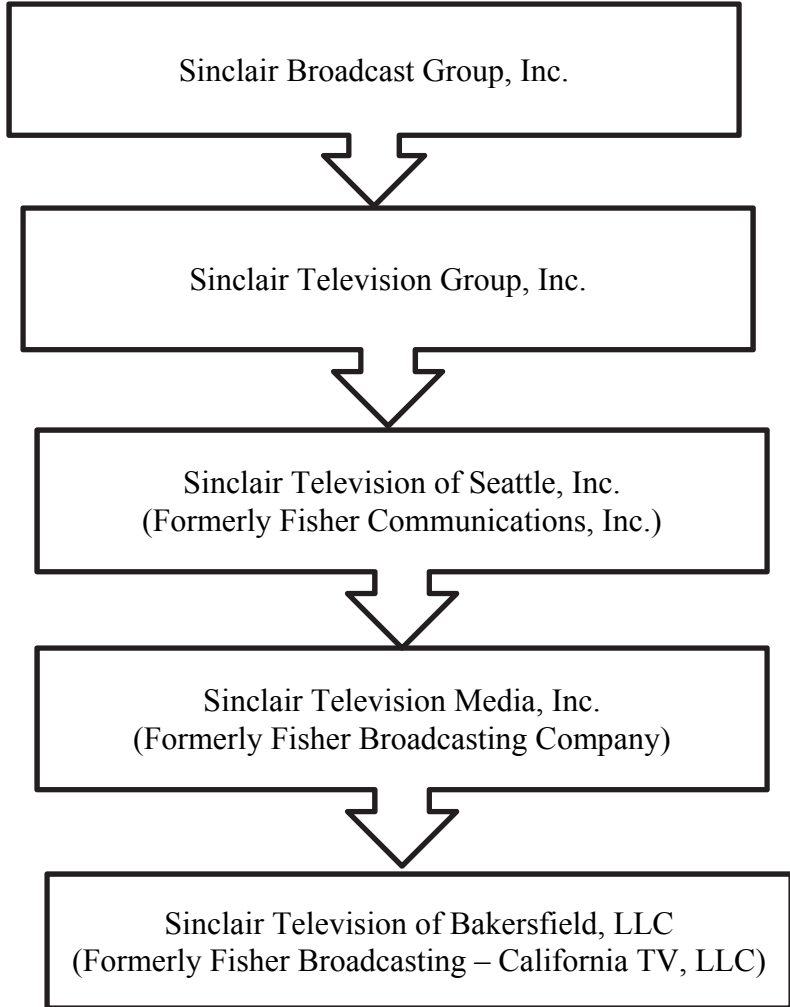 Sinclair Broadcast Group, Inc.
Sinclair Television Group, Inc.
Sinclair Television of Seattle, Inc.
(Formerly Fisher Communications, Inc.)
Sinclair Television Media, Inc.
(Formerly Fisher Broadcasting Company)
Sinclair Television of Bakersfield, LLC
(Formerly Fisher Broadcasting – California TV, LLC)